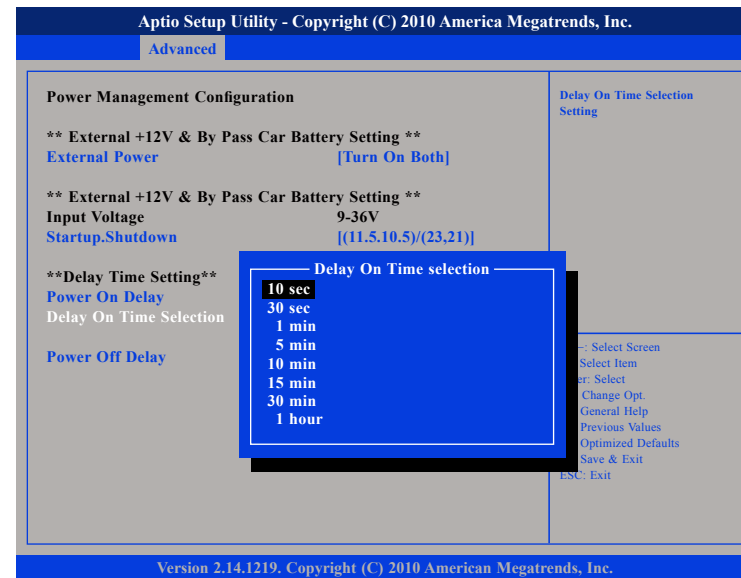 Aptio Setup Utility - Copyright (C) 2010 America Megatrends, Inc.
Advanced
Power Management Configuration
** External +12V & By Pass Car Battery Setting **
External Power [Turn On Both]
** External +12V & By Pass Car Battery Setting **
Input Voltage 9-36V
Startup.Shutdown [(11.5.10.5)/(23,21)]
**Delay Time Setting**
Power On Delay
Delay On Time Selection
Power Off Delay
Delay On Time selection
10 sec
30 sec
1 min
5 min
10 min
15 min
30 min
1 hour
Delay On Time Selection
Setting
: Select Screen
Select Item
: Select
Change Opt.
General Help
Previous Values
Optimized Defaults
Save & Exit
ESC: Exit
Version 2.14.1219. Copyright (C) 2010 American Megatrends, Inc.